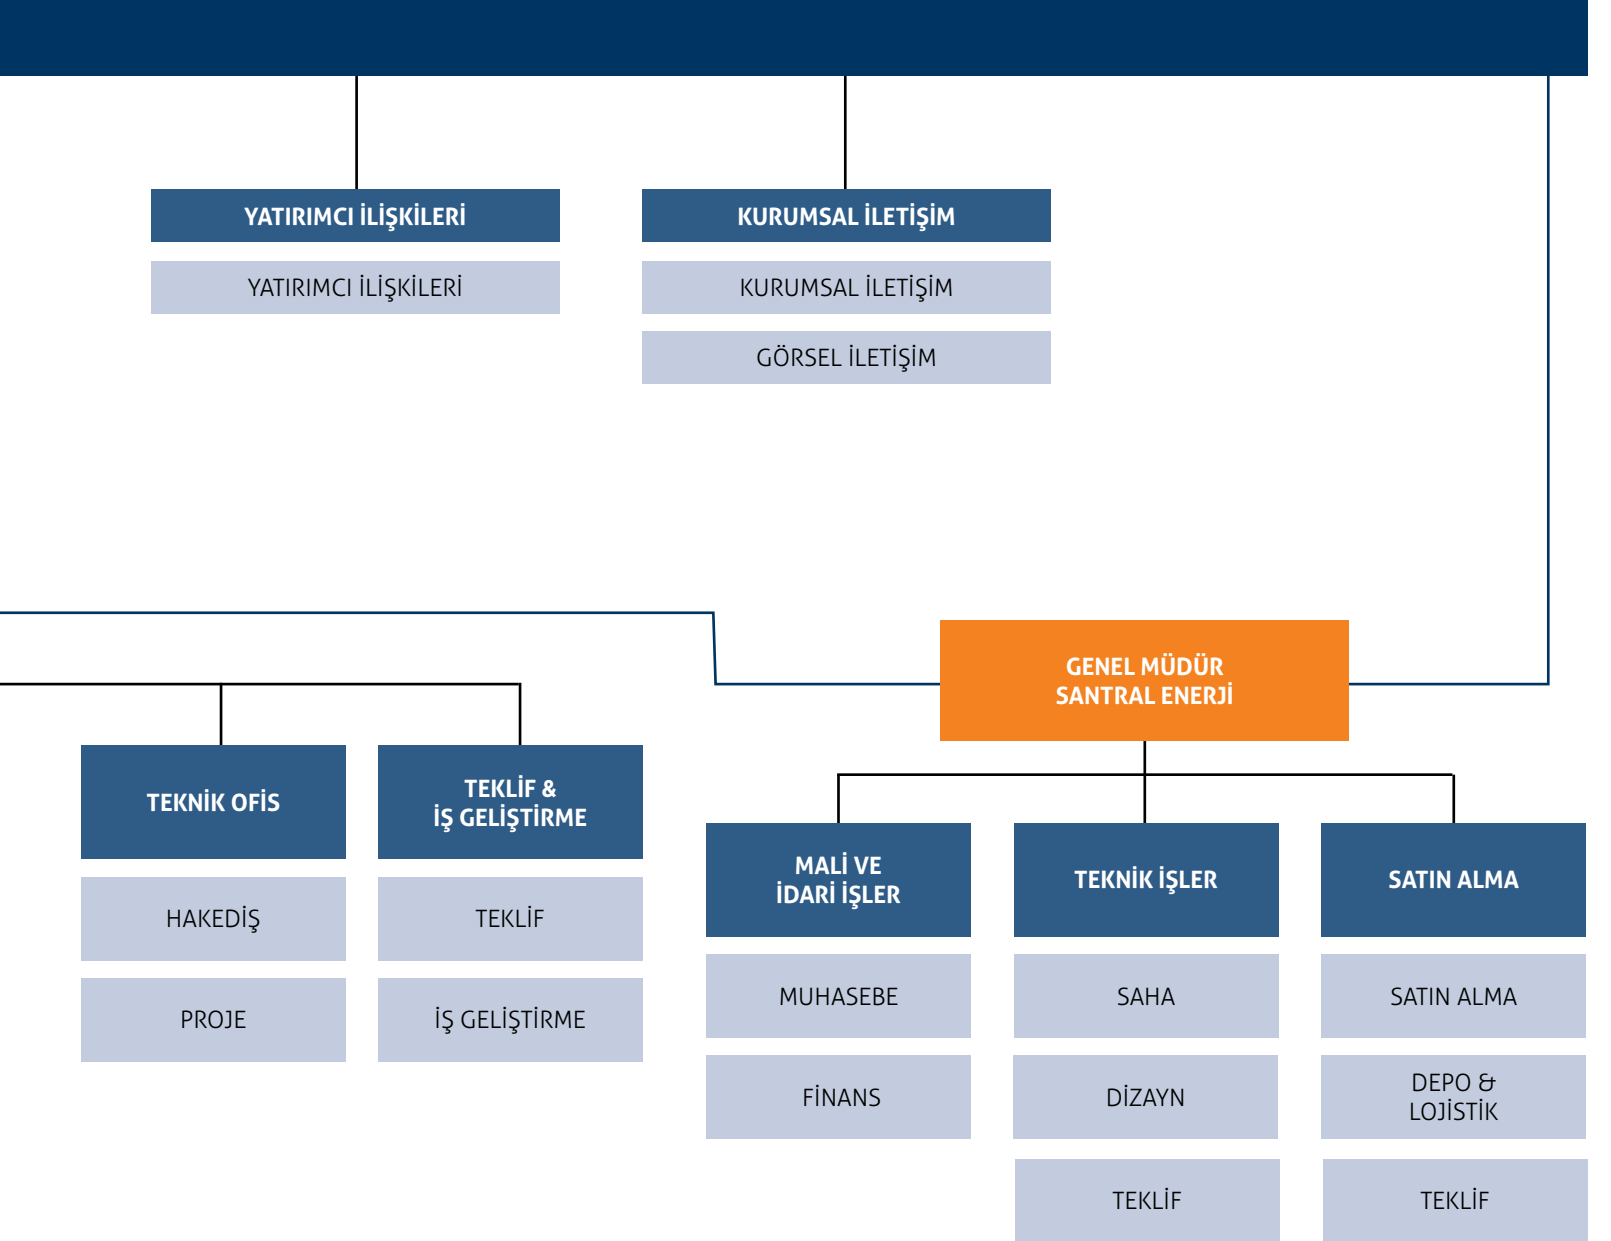 YATIRIMCI İLİŞKİLERİ
YATIRIMCI İLİŞKİLERİ
KURUMSAL İLETİŞİM
KURUMSAL İLETİŞİM
GÖRSEL İLETİŞİM
GENEL MÜDÜR
SANTRAL ENERJİ
TEKNİK OFİS
HAKEDİŞ
PROJE
TEKLİF &
İŞ GELİŞTİRME
TEKLİF
İŞ GELİŞTİRME
MALİ VE
İDARİ İŞLER
MUHASEBE
FİNANS
TEKNİK İŞLER
SAHA
DİZAYN
TEKLİF
SATIN ALMA
SATIN ALMA
DEPO &
LOJİSTİK
TEKLİF